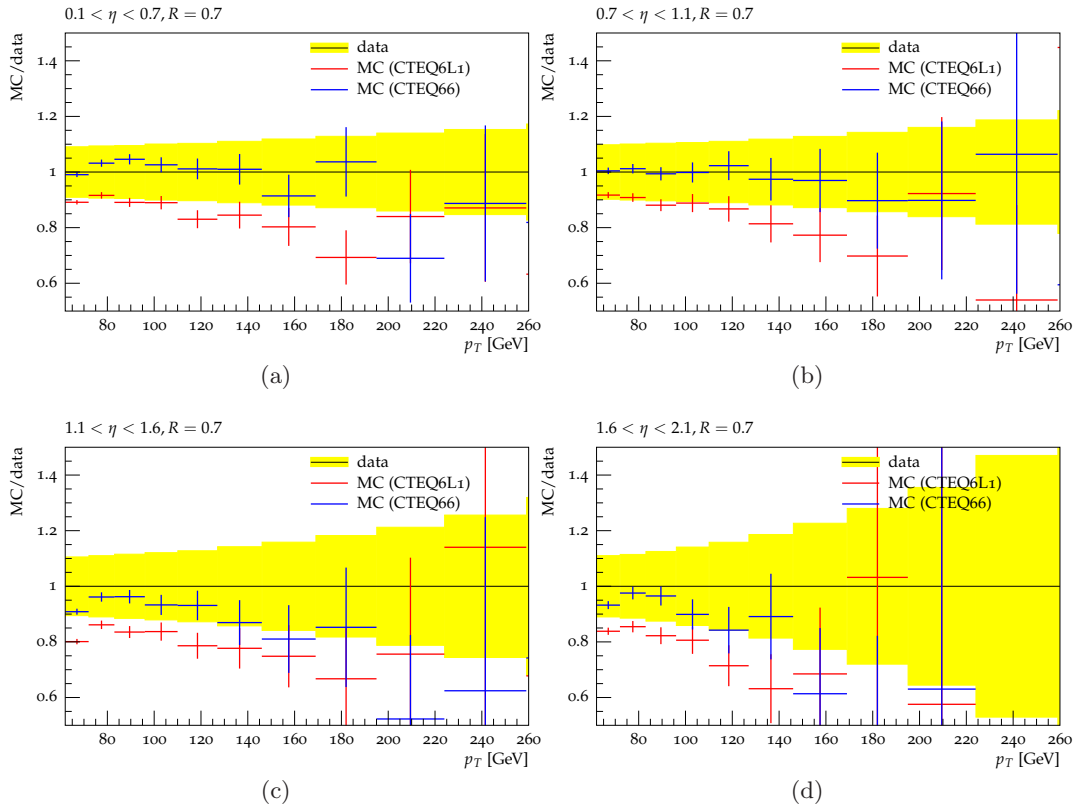 0.1 < η < 0.7, R = 0.7
MC/data
data
MC (CTEQ6L1)
MC (CTEQ66)
1.4
1.2
1
0.8
0.6
80 100 120 140 160 180 200 220 240 260
pT [GeV]
(a)
0.7 < η < 1.1, R = 0.7
MC/data
data
MC (CTEQ6L1)
MC (CTEQ66)
1.4
1.2
1
0.8
0.6
80 100 120 140 160 180 200 220 240 260
pT [GeV]
(b)
1.1 < η < 1.6, R = 0.7
MC/data
data
MC (CTEQ6L1)
MC (CTEQ66)
1.4
1.2
1
0.8
0.6
80 100 120 140 160 180 200 220 240 260
pT [GeV]
(c)
1.6 < η < 2.1, R = 0.7
MC/data
data
MC (CTEQ6L1)
MC (CTEQ66)
1.4
1.2
1
0.8
0.6
80 100 120 140 160 180 200 220 240 260
pT [GeV]
(d)